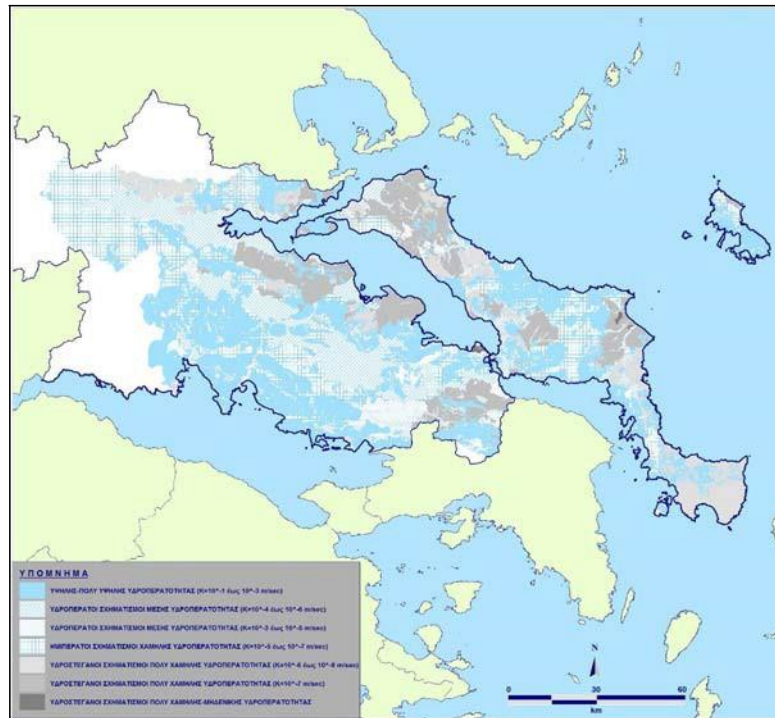 ΥΠΟΜΝΗΜΑ
ΥΨΗΛΗΣ-ΠΟΛΥ ΥΨΗΛΗΣ ΥΔΡΟΠΕΡΑΤΟΤΗΤΑΣ (K=10^-1 έως 10^-3 m/sec)
ΥΔΡΟΠΕΡΑΤΟΙ ΣΧΗΜΑΤΙΣΜΟΙ ΜΕΣΗΣ ΥΔΡΟΠΕΡΑΤΟΤΗΤΑΣ (K=10^-4 έως 10^-6 m/sec)
ΥΔΡΟΠΕΡΑΤΟΙ ΣΧΗΜΑΤΙΣΜΟΙ ΜΕΣΗΣ ΥΔΡΟΠΕΡΑΤΟΤΗΤΑΣ (K=10^-3 έως 10^-5 m/sec)
ΗΜΙΠΕΡΑΤΟΙ ΣΧΗΜΑΤΙΣΜΟΙ ΧΑΜΗΛΗΣ ΥΔΡΟΠΕΡΑΤΟΤΗΤΑΣ (K=10^-5 έως 10^-7 m/sec)
ΥΔΡΟΣΤΕΓΑΝΟΙ ΣΧΗΜΑΤΙΣΜΟΙ ΠΟΛΥ ΧΑΜΗΛΗΣ ΥΔΡΟΠΕΡΑΤΟΤΗΤΑΣ (K=10^-6 έως m/sec)
ΥΔΡΟΣΤΕΓΑΝΟΙ ΣΧΗΜΑΤΙΣΜΟΙ ΠΟΛΥ ΧΑΜΗΛΗΣ ΥΔΡΟΠΕΡΑΤΟΤΗΤΑΣ (K=10^-7 m/sec)
ΥΔΡΟΣΤΕΓΑΝΟΙ ΣΧΗΜΑΤΙΣΜΟΙ ΠΟΛΥ ΧΑΜΗΛΗΣ-ΜΗΔΕΝΙΚΗΣ ΥΔΡΟΠΕΡΑΤΟΤΗΤΑΣ
N
0 30 60
km